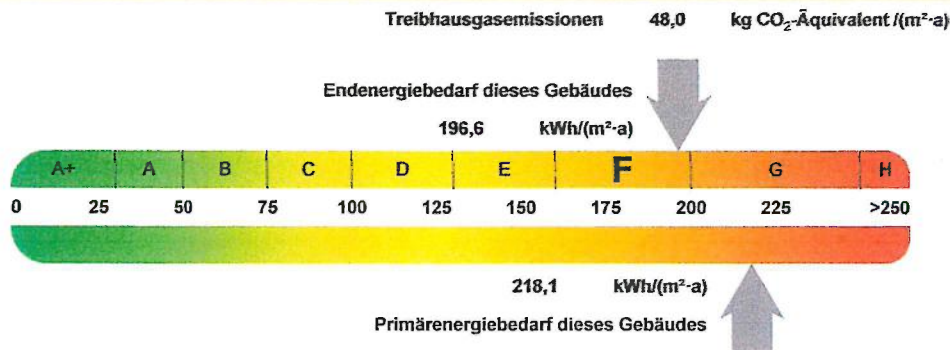 Treibhausgasemissionen 48,0 kg CO₂-Äquivalent /(m²·a)
Endenergiebedarf dieses Gebäudes
196,6 kWh/(m²·a)
A+ A B C D E F G H
0 25 50 75 100 125 150 175 200 225 >250
218,1 kWh/(m²·a)
Primärenergiebedarf dieses Gebäudes